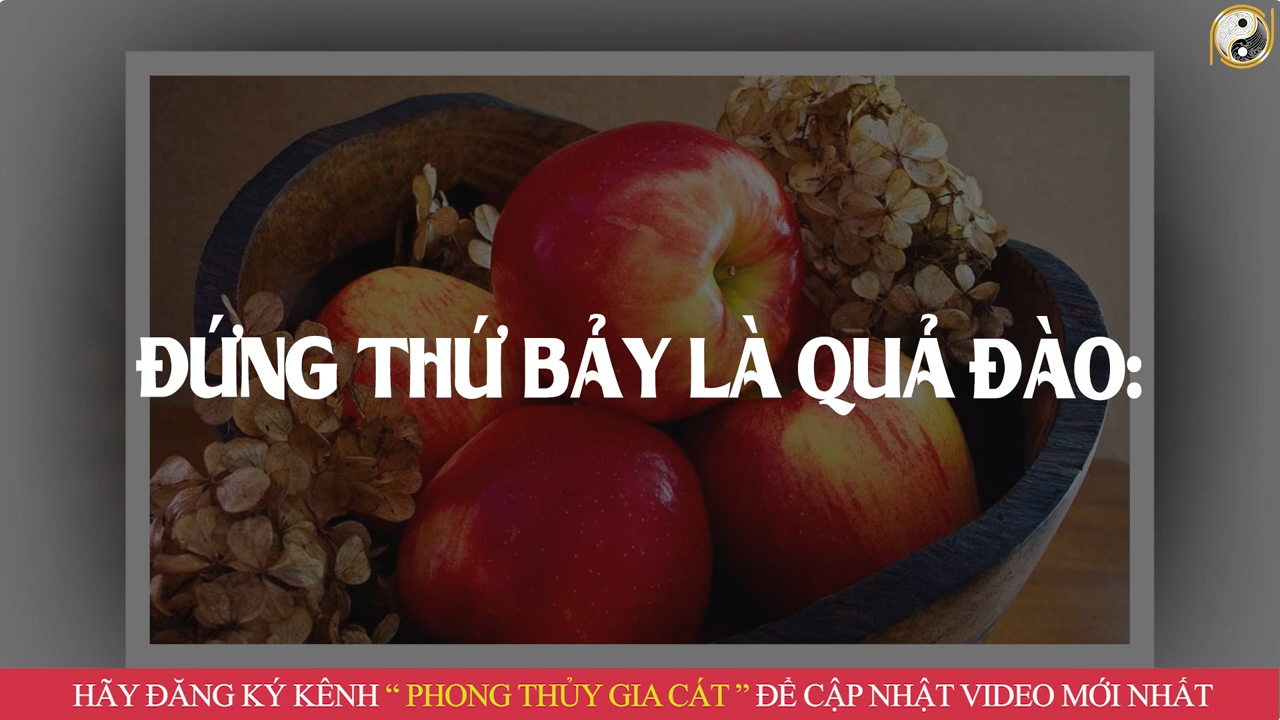 ĐỨNG THỨ BẢY LÀ QUẢ ĐÀO:
HÃY ĐĂNG KÝ KÊNH “ PHONG THỦY GIA CÁT ” ĐỂ CẬP NHẬT VIDEO MỚI NHẤT